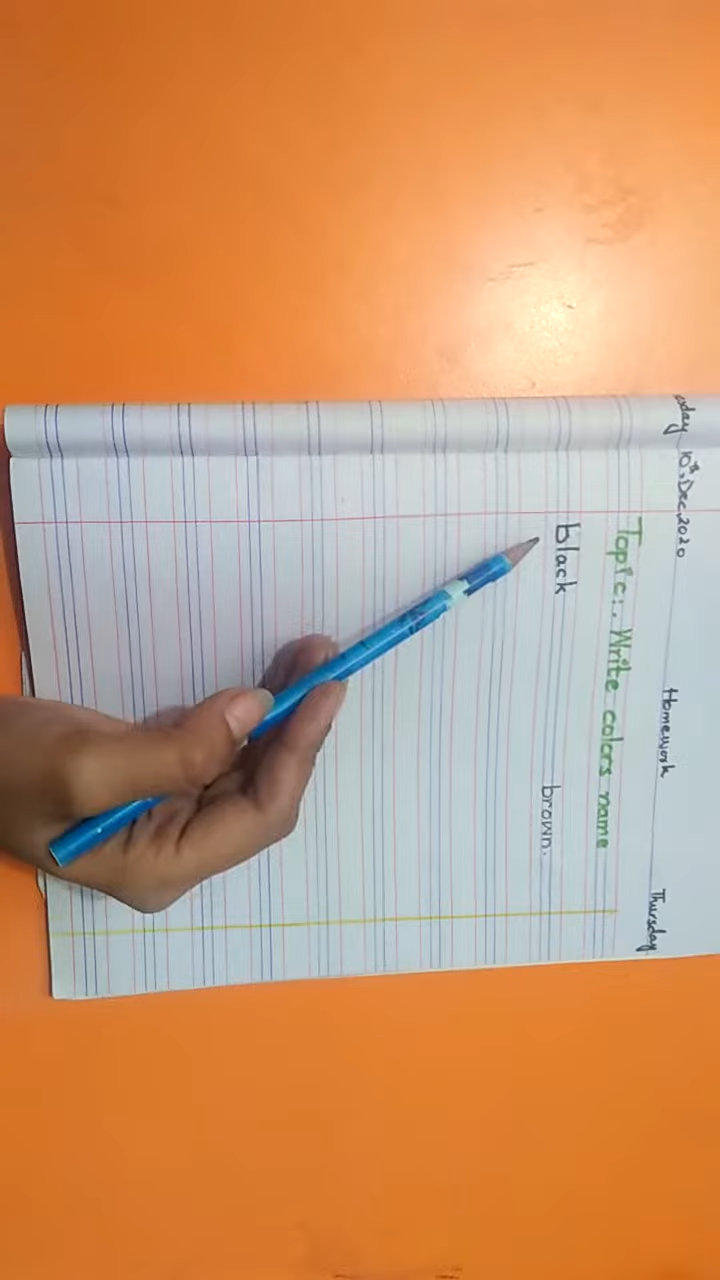 10th, Dec, 2020 Homework Thursday
Topic:. Write colors name
black brown.